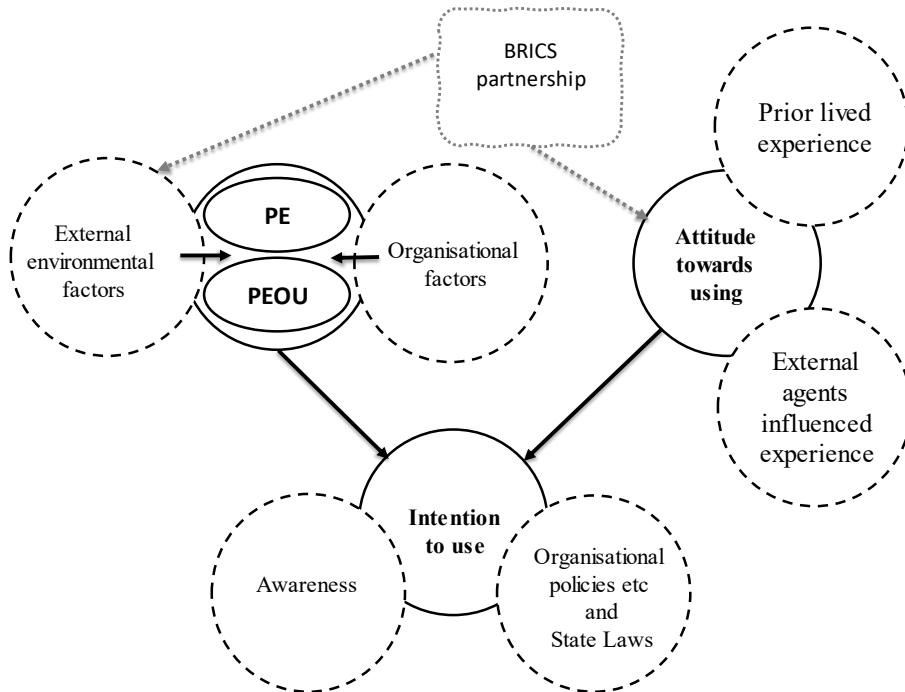 BRICS
partnership
Prior lived
experience
PE
External
environmental
factors
Organisational
factors
PEOU
Attitude
towards
using
External
agents
influenced
experience
Intention
to use
Awareness
Organisational
policies etc
and
State Laws